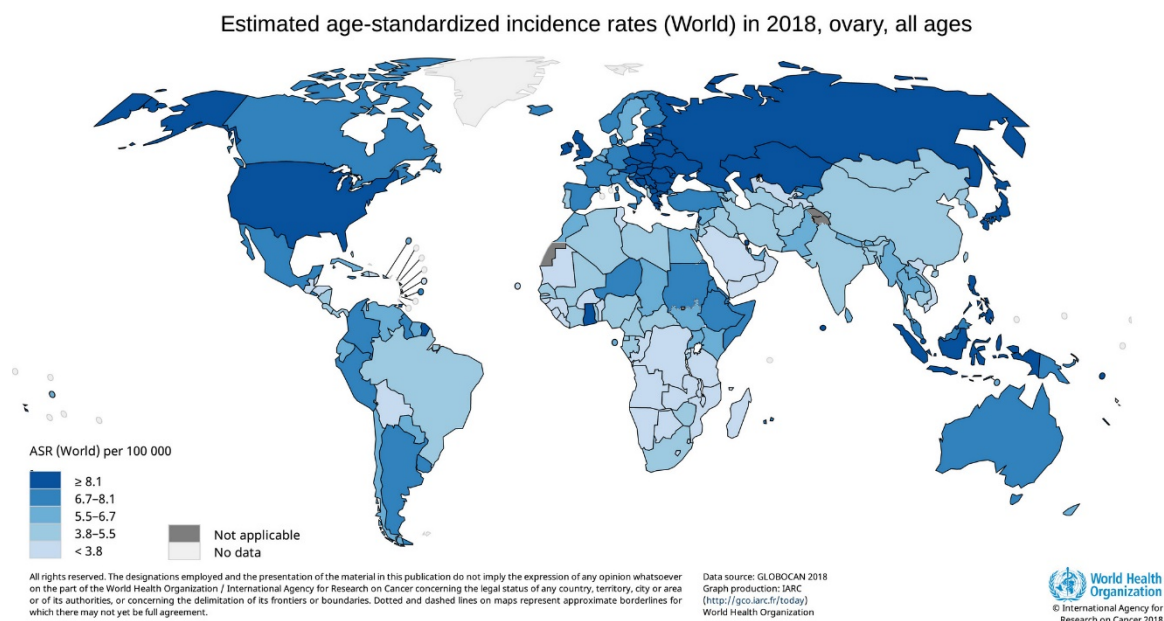 Estimated age-standardized incidence rates (World) in 2018, ovary, all ages
ASR (World) per 100 000
≥ 8.1
6.7–8.1
5.5–6.7
3.8–5.5
< 3.8
Not applicable
No data
All rights reserved. The designations employed and the presentation of the material in this publication do not imply the expression of any opinion whatsoever
on the part of the World Health Organization / International Agency for Research on Cancer concerning the legal status of any country, territory, city or area
or of its authorities, or concerning the delimitation of its frontiers or boundaries. Dotted and dashed lines on maps represent approximate borderlines for
which there may not yet be full agreement.
Data source: GLOBOCAN 2018
Graph production: IARC
(http://gco.iarc.fr/today)
World Health Organization
World Health
Organization
© International Agency for
Research on Cancer 2018